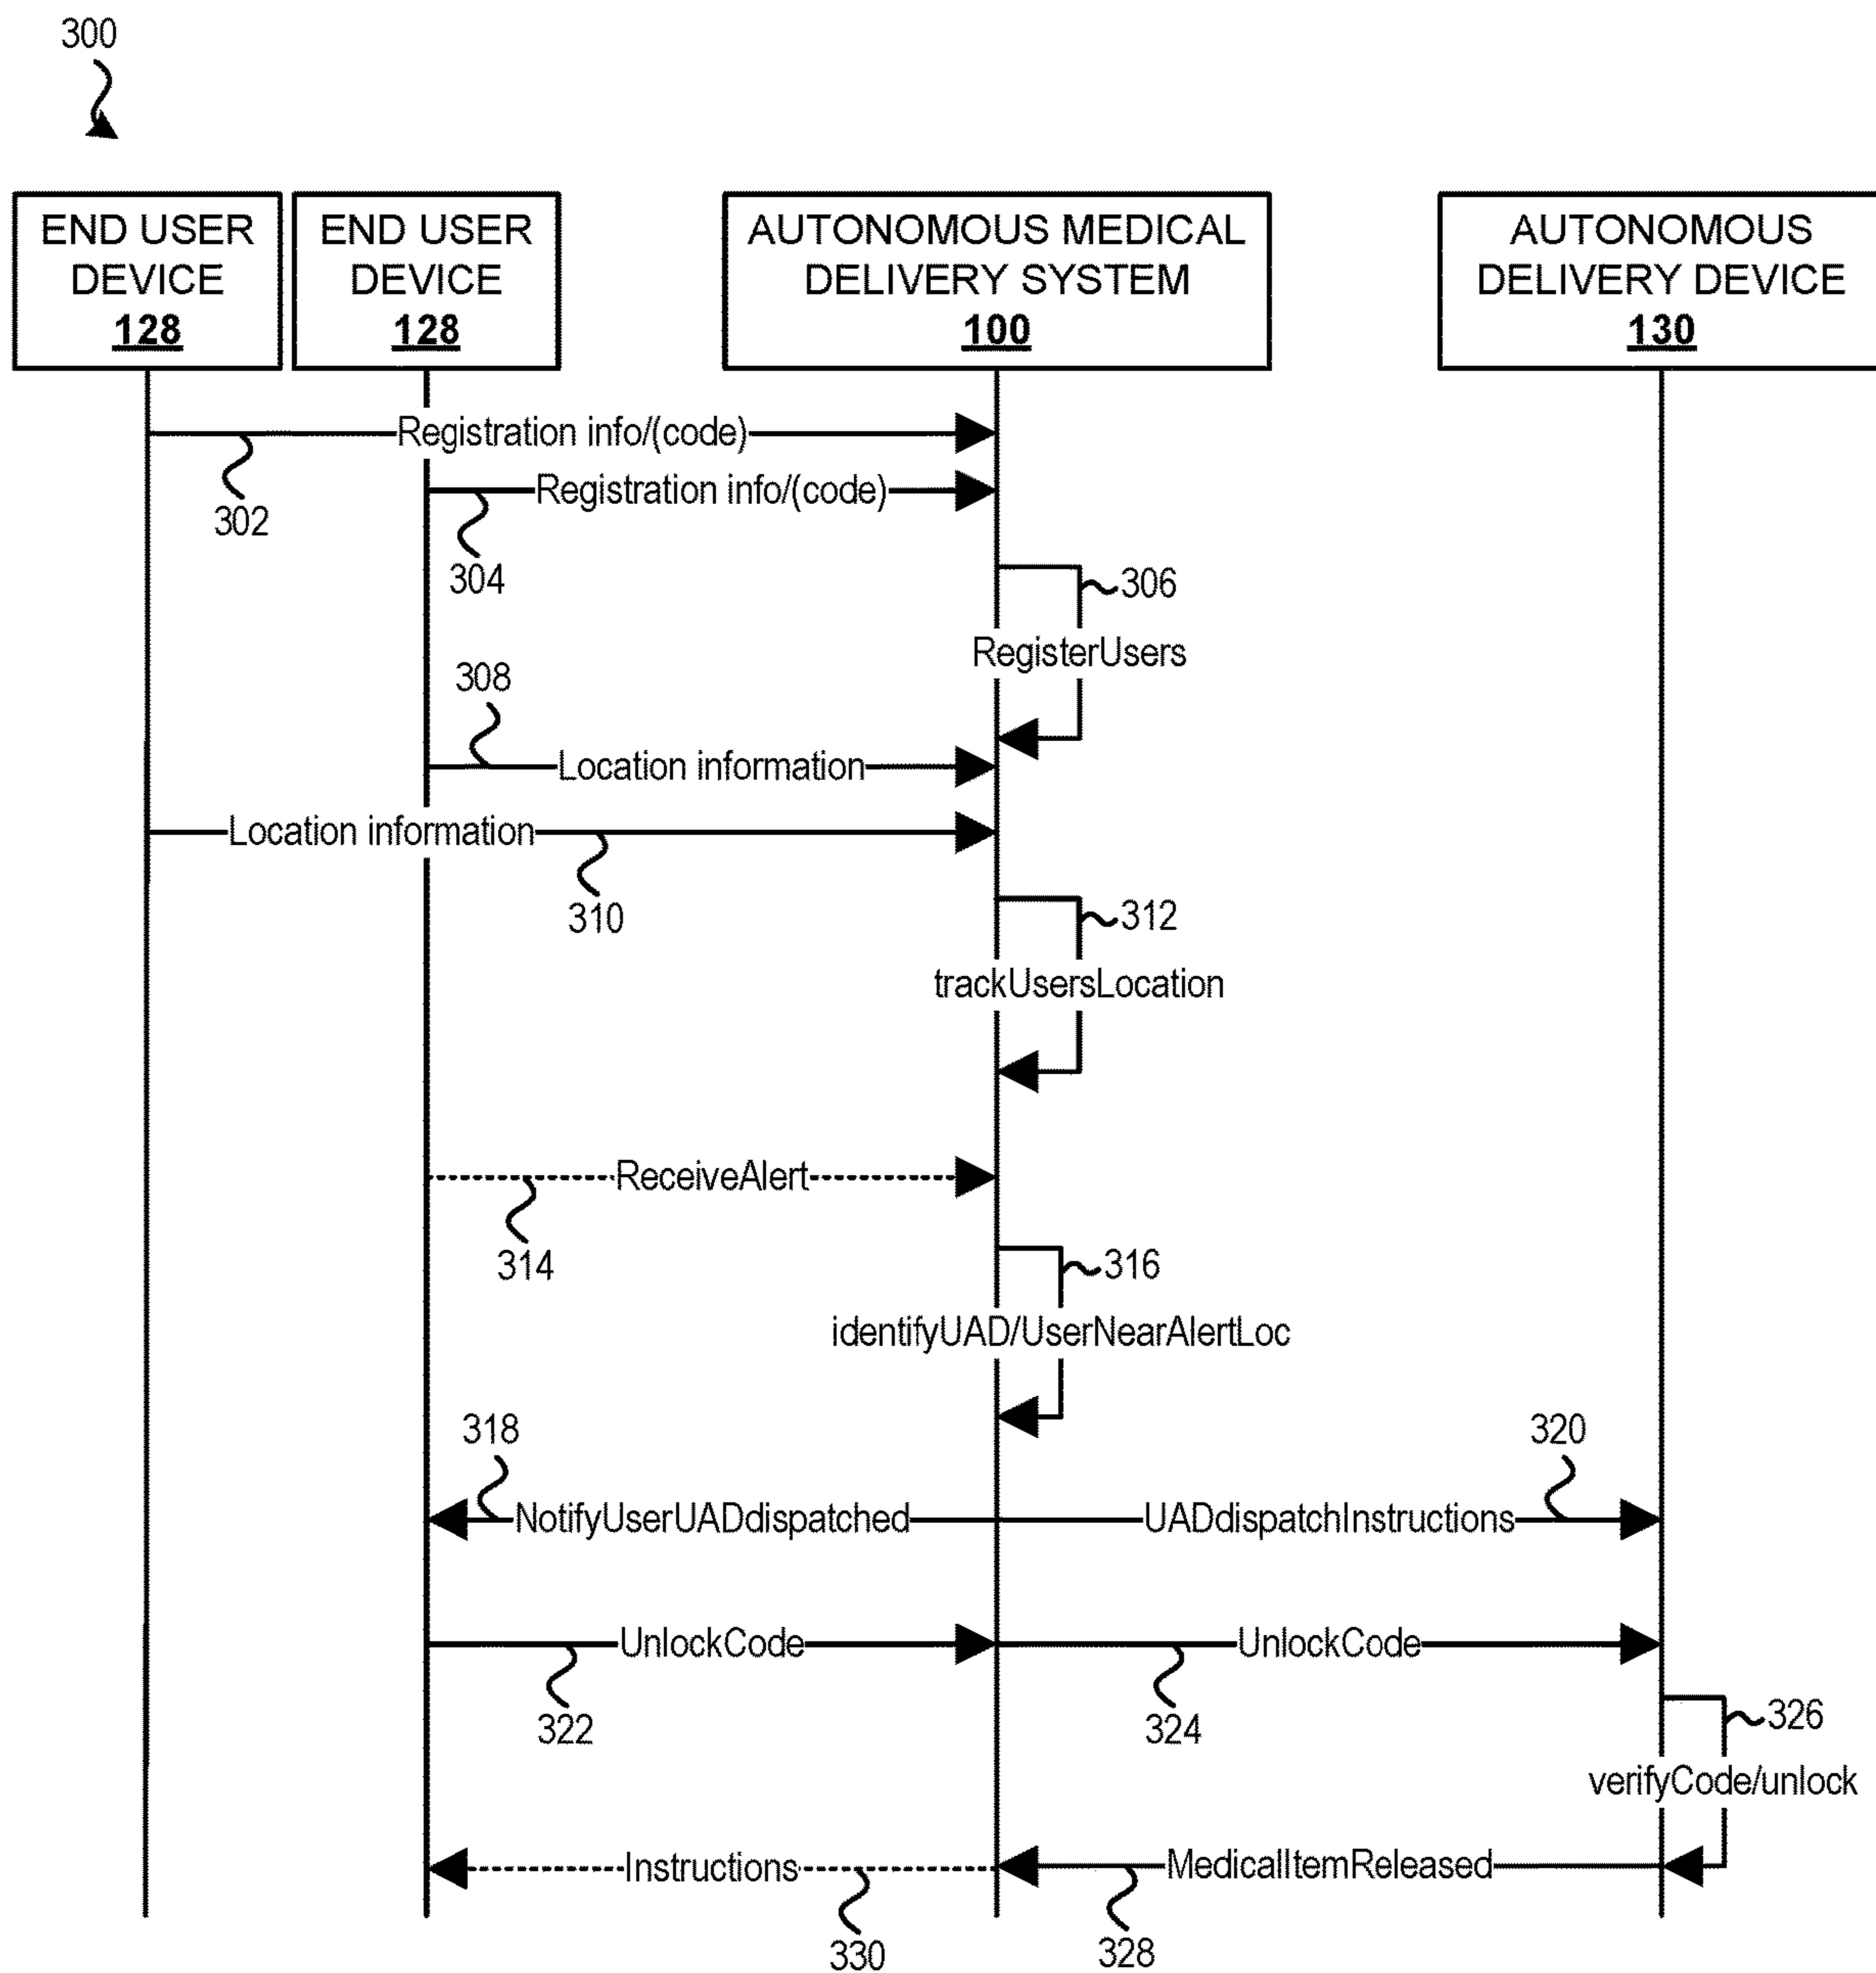 300
END USER
DEVICE
128
END USER
DEVICE
128
AUTONOMOUS MEDICAL
DELIVERY SYSTEM
100
AUTONOMOUS
DELIVERY DEVICE
130
Registration info/(code)
302
Registration info/(code)
304
306
RegisterUsers
308
Location information
Location information
310
312
trackUsersLocation
ReceiveAlert
314
316
identifyUAD/UserNearAlertLoc
318
320
NotifyUserUADdispatched
UADdispatchInstructions
UnlockCode
UnlockCode
322
324
326
verifyCode/unlock
Instructions
MedicalItemReleased
330
328